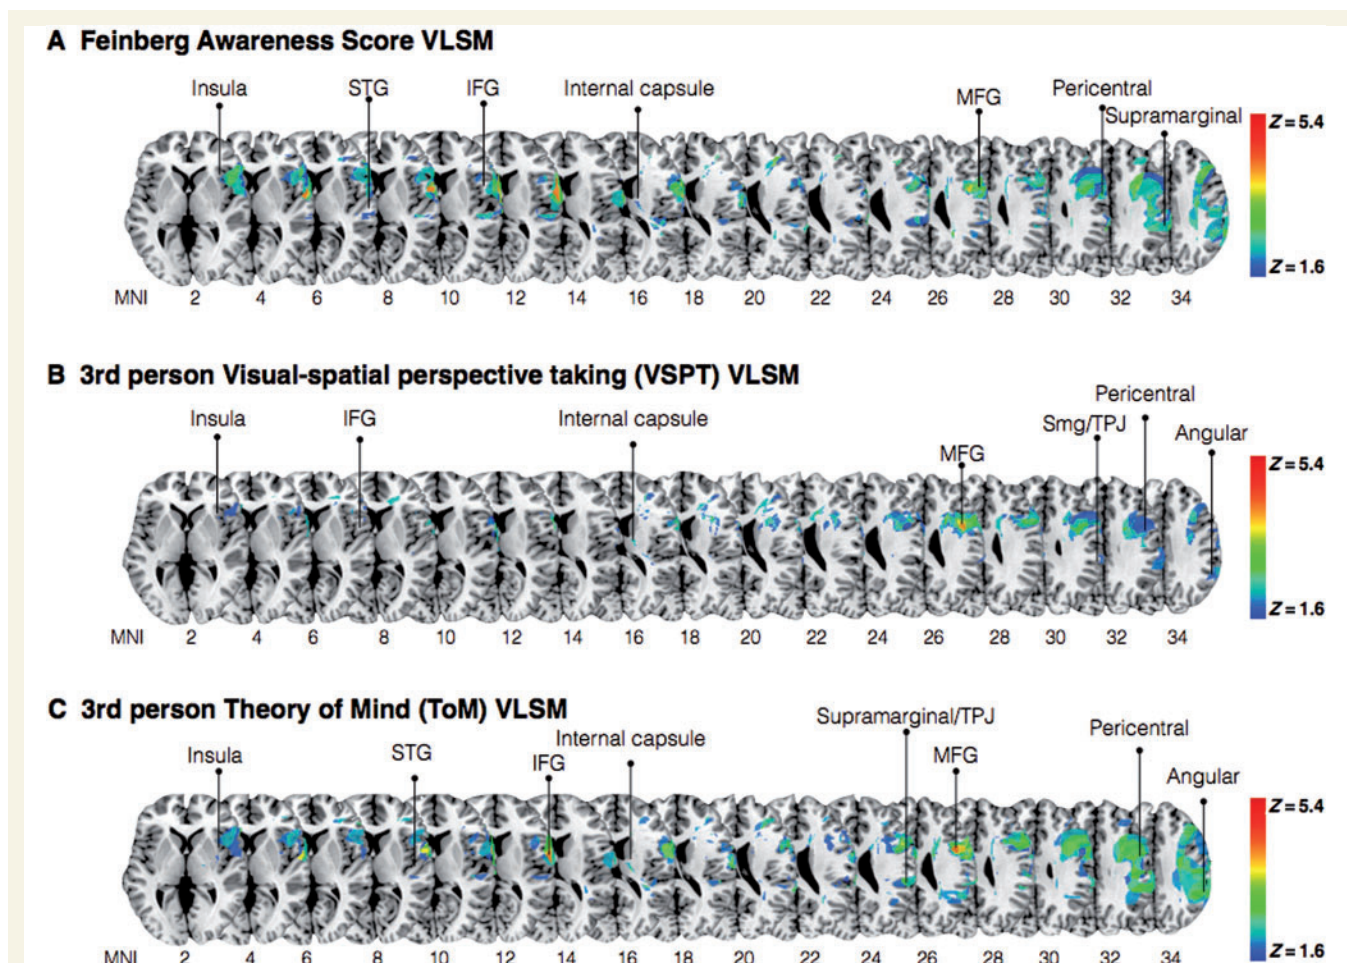 A Feinberg Awareness Score VLSM
Insula STG IFG Internal capsule MFG Pericentral
Supramarginal
Z = 5.4
Z = 1.6
MNI 2 4 6 8 10 12 14 16 18 20 22 24 26 28 30 32 34
B 3rd person Visual-spatial perspective taking (VSPT) VLSM
Pericentral
Insula IFG Internal capsule Smg/TPJ Angular
MFG
Z = 5.4
Z = 1.6
MNI 2 4 6 8 10 12 14 16 18 20 22 24 26 28 30 32 34
C 3rd person Theory of Mind (ToM) VLSM
Supramarginal/TPJ
Insula STG IFG Internal capsule MFG Pericentral
Angular
Z = 5.4
Z = 1.6
MNI 2 4 6 8 10 12 14 16 18 20 22 24 26 28 30 32 34